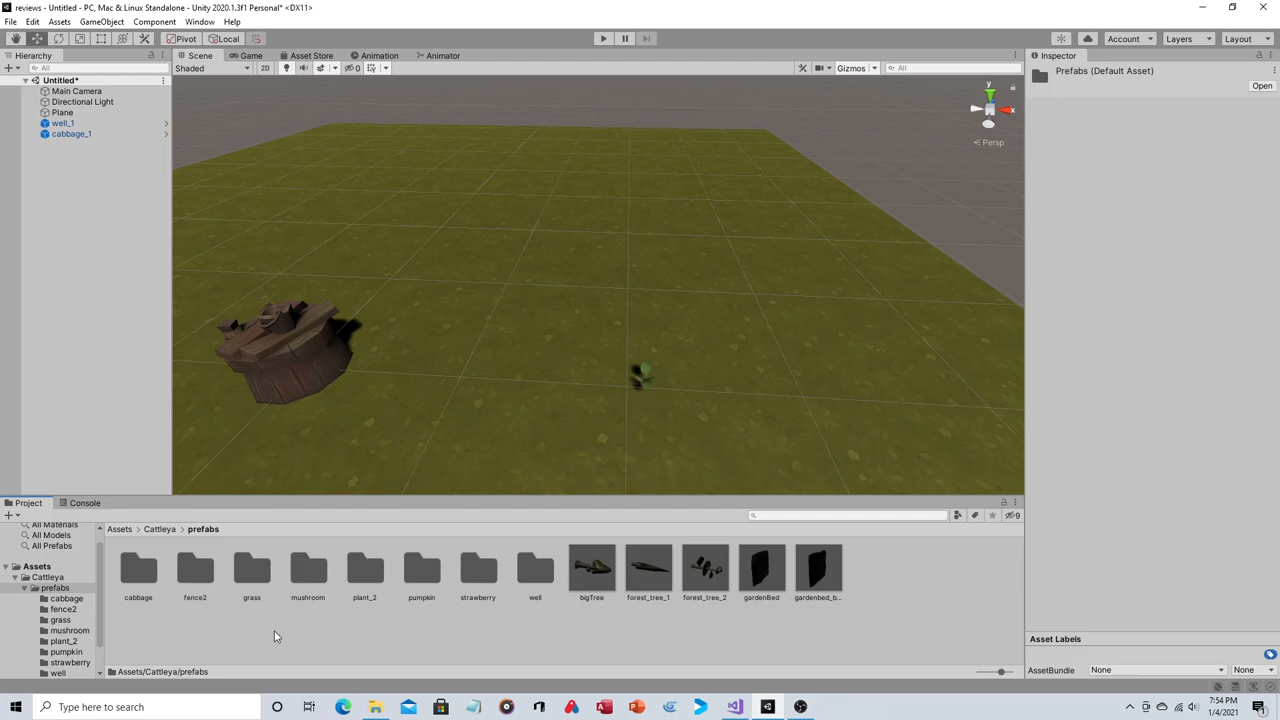 reviews - Untitled - PC, Mac & Linux Standalone - Unity 2020.1.3f1 Personal* <DX11>
File Edit Assets GameObject Component Window Help
Pivot Local Account Layers Layout
Hierarchy Scene Game Asset Store Animation Animator Inspector
All Shaded 2D 0 Gizmos All
Untitled*
Main Camera
Directional Light
Plane
well_1
cabbage_1
Prefabs (Default Asset)
Open
y
x
Persp
Project Console
9
All Materials
All Models
All Prefabs
Assets
Cattleya
prefabs
cabbage
fence2
grass
mushroom
plant_2
pumpkin
strawberry
well
Assets Cattleya prefabs
cabbage fence2 grass mushroom plant_2 pumpkin strawberry well bigTree forest_tree_1 forest_tree_2 gardenBed gardenbed_b...
Assets/Cattleya/prefabs
Asset Labels
AssetBundle None None
Type here to search
7:54 PM
1/4/2021